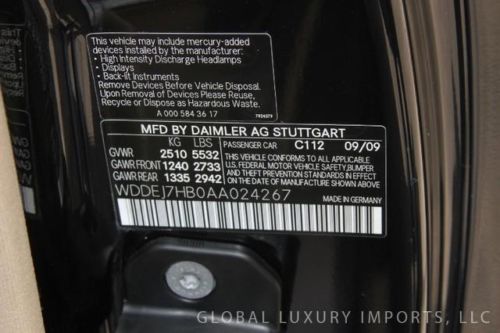 This vehicle may include mercury-added
devices installed by the manufacturer:
• High Intensity Discharge Headlamps
• Displays
• Back-lit Instruments
Remove Devices Before Vehicle Disposal.
Upon Removal of Devices Please Reuse,
Recycle or Dispose as Hazardous Waste.
A 000 584 36 17
MFD BY DAIMLER AG STUTTGART
KG LBS PASSENGER CAR C112 09/09
GVWR 2510 5532
GAWR FRONT 1240 2733
GAWR REAR 1335 2942
THIS VEHICLE CONFORMS TO ALL APPLICABLE
U.S. FEDERAL MOTOR VEHICLE SAFETY, BUMPER
AND THEFT PREVENTION STANDARDS IN EFFECT
ON THE DATE OF MANUFACTURE SHOWN ABOVE.
WDDEJ7HB0AA024267
MADE IN GERMANY
GLOBAL LUXURY IMPORTS, LLC